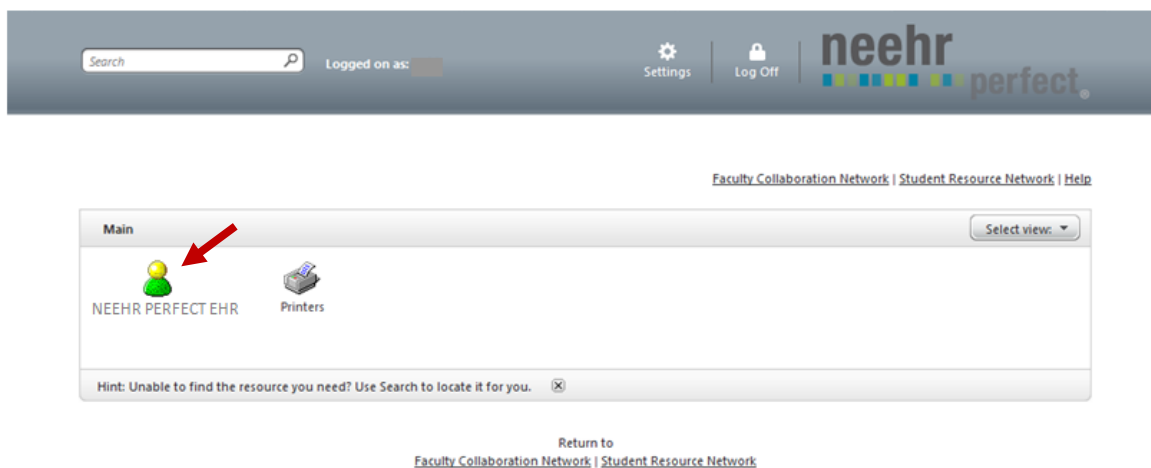 Search
Logged on as:
Settings
Log Off
neehr
perfect®
Faculty Collaboration Network | Student Resource Network | Help
Main
Select view:
NEEHR PERFECT EHR
Printers
Hint: Unable to find the resource you need? Use Search to locate it for you.
Return to
Faculty Collaboration Network | Student Resource Network